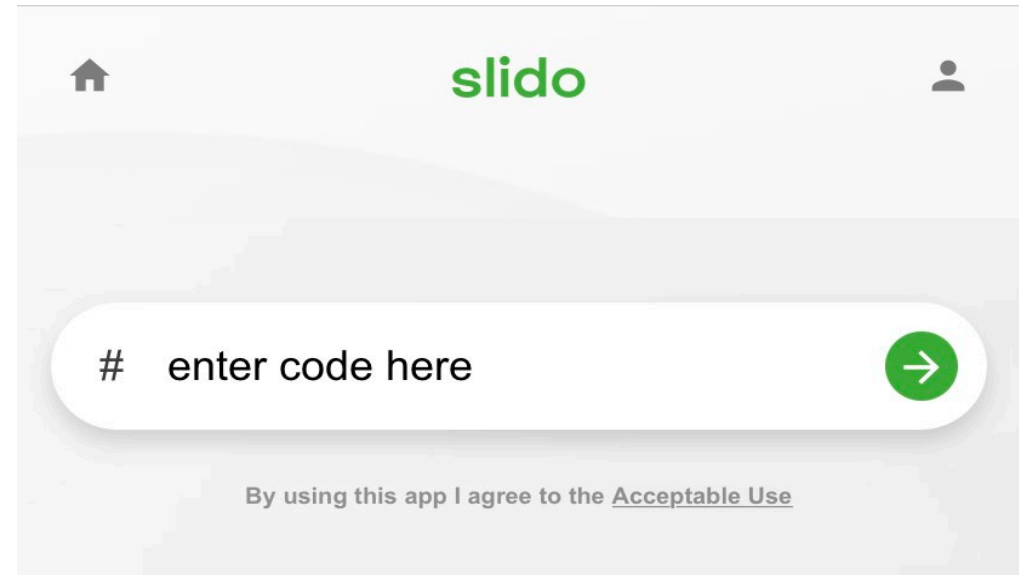 slido
# enter code here
By using this app I agree to the Acceptable Use